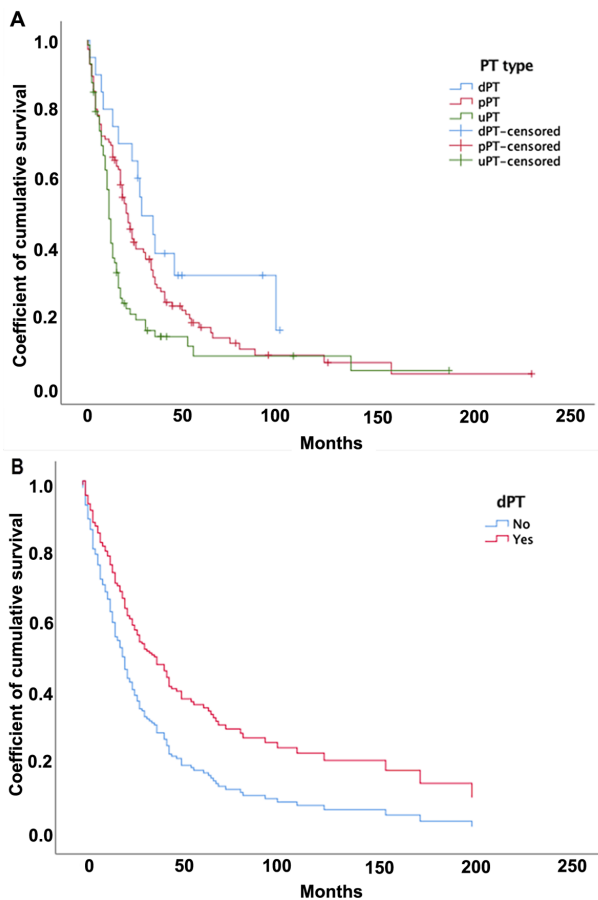 A
Coefficient of cumulative survival
1.0
0.8
0.6
0.4
0.2
0.0
PT type
dPT
pPT
uPT
dPT-censored
pPT-censored
uPT-censored
0 50 100 150 200 250
Months
B
Coefficient of cumulative survival
1.0
0.8
0.6
0.4
0.2
0.0
dPT
No
Yes
0 50 100 150 200 250
Months